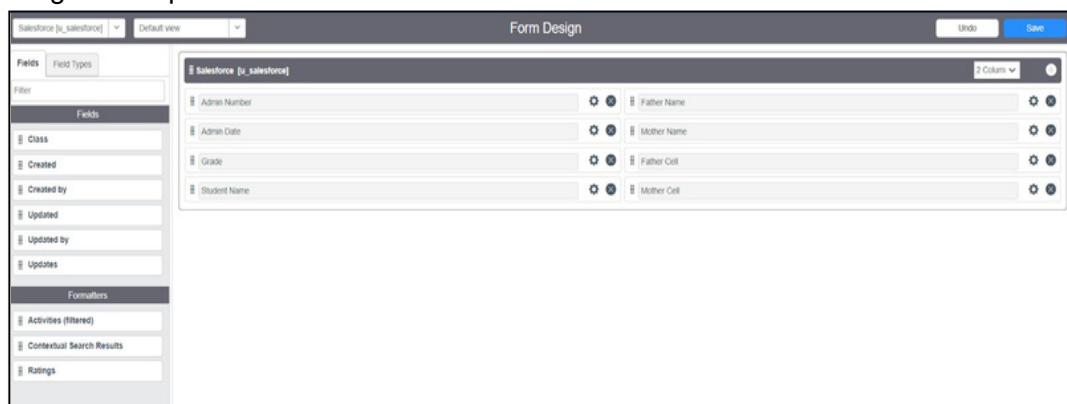 Salesforce [u_salesforce] Default view Form Design Undo Save
Fields Field Types
Filter
Fields
Class
Created
Created by
Updated
Updated by
Updates
Formatters
Activities (filtered)
Contextual Search Results
Ratings
Salesforce [u_salesforce] 2 Colum
Admin Number Father Name
Admin Date Mother Name
Grade Father Cell
Student Name Mother Cell